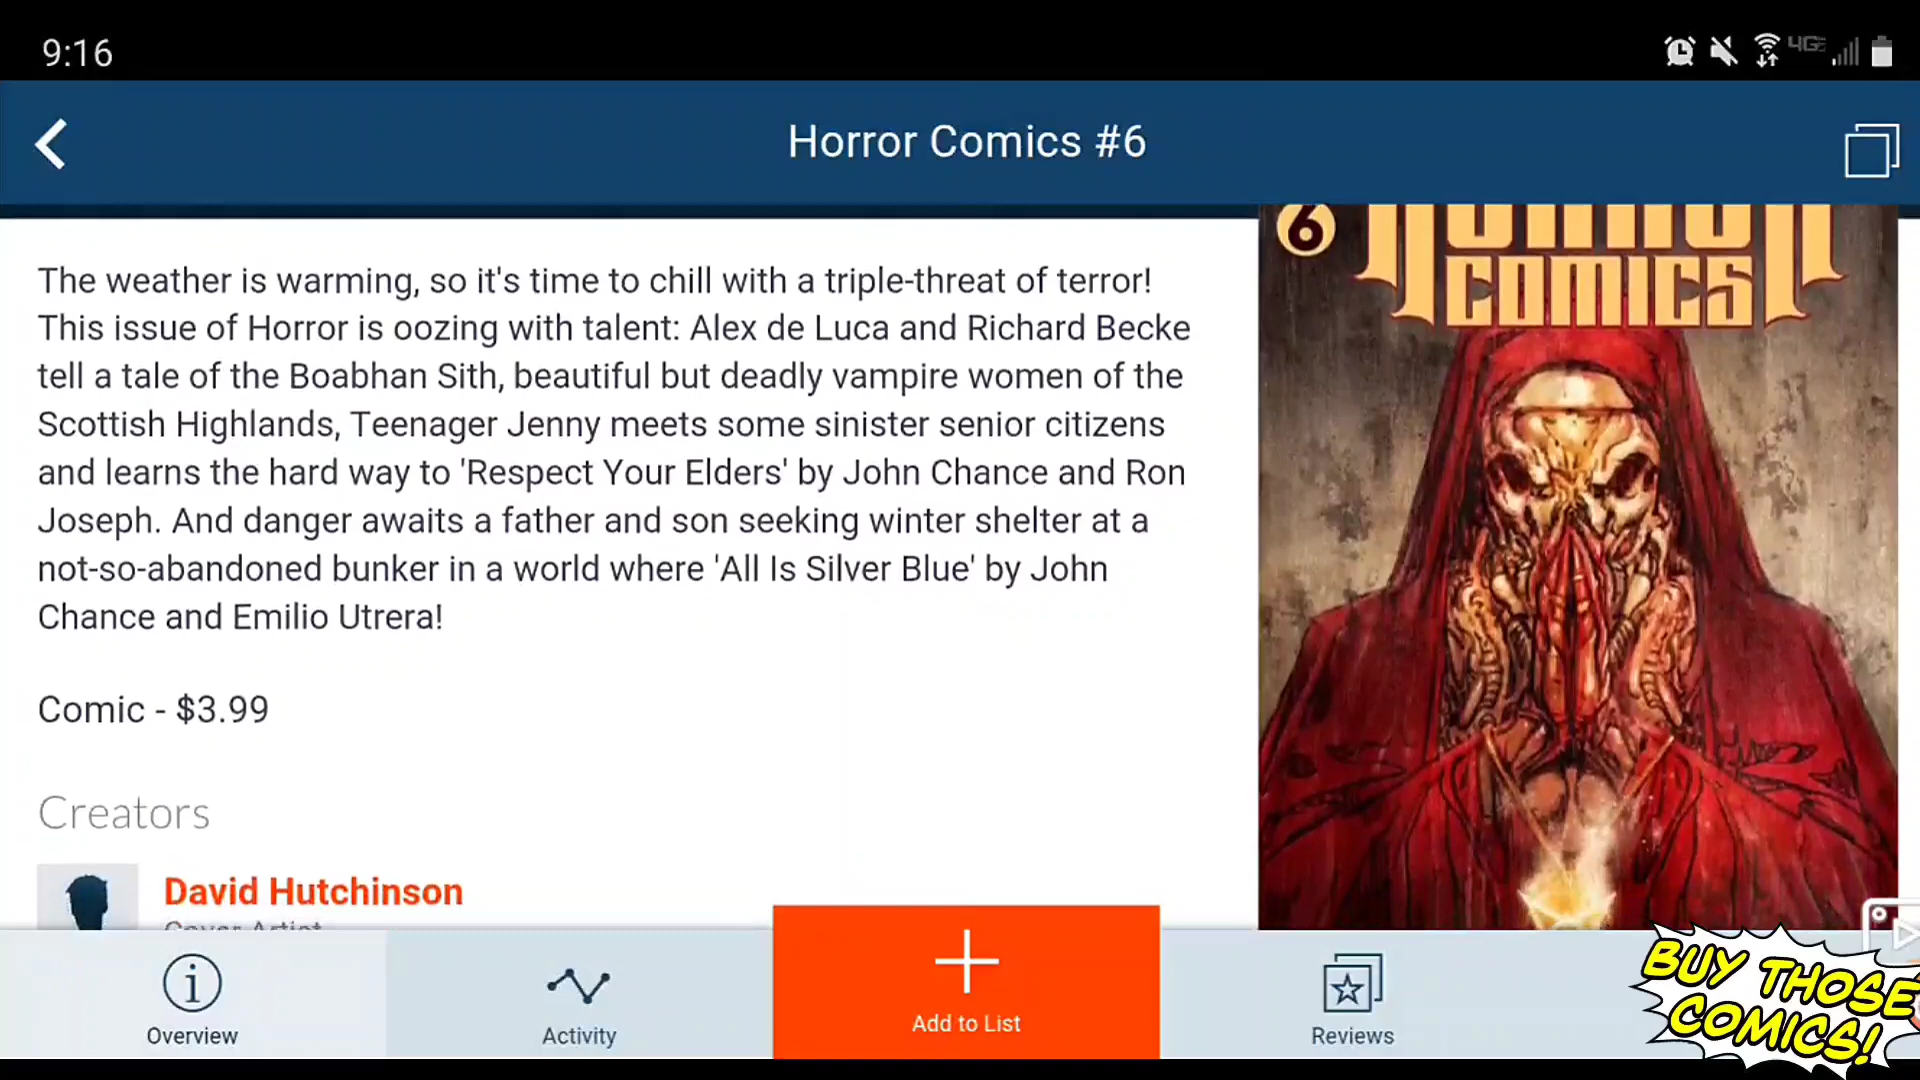 9:16
4GE
Horror Comics #6
The weather is warming, so it's time to chill with a triple-threat of terror!
This issue of Horror is oozing with talent: Alex de Luca and Richard Becke
tell a tale of the Boabhan Sith, beautiful but deadly vampire women of the
Scottish Highlands, Teenager Jenny meets some sinister senior citizens
and learns the hard way to 'Respect Your Elders' by John Chance and Ron
Joseph. And danger awaits a father and son seeking winter shelter at a
not-so-abandoned bunker in a world where 'All Is Silver Blue' by John
Chance and Emilio Utrera!
Comic - $3.99
Creators
David Hutchinson
Cover Artist
6
HORROR
COMICS
Overview
Activity
Add to List
Reviews
BUY THOSE
COMICS!